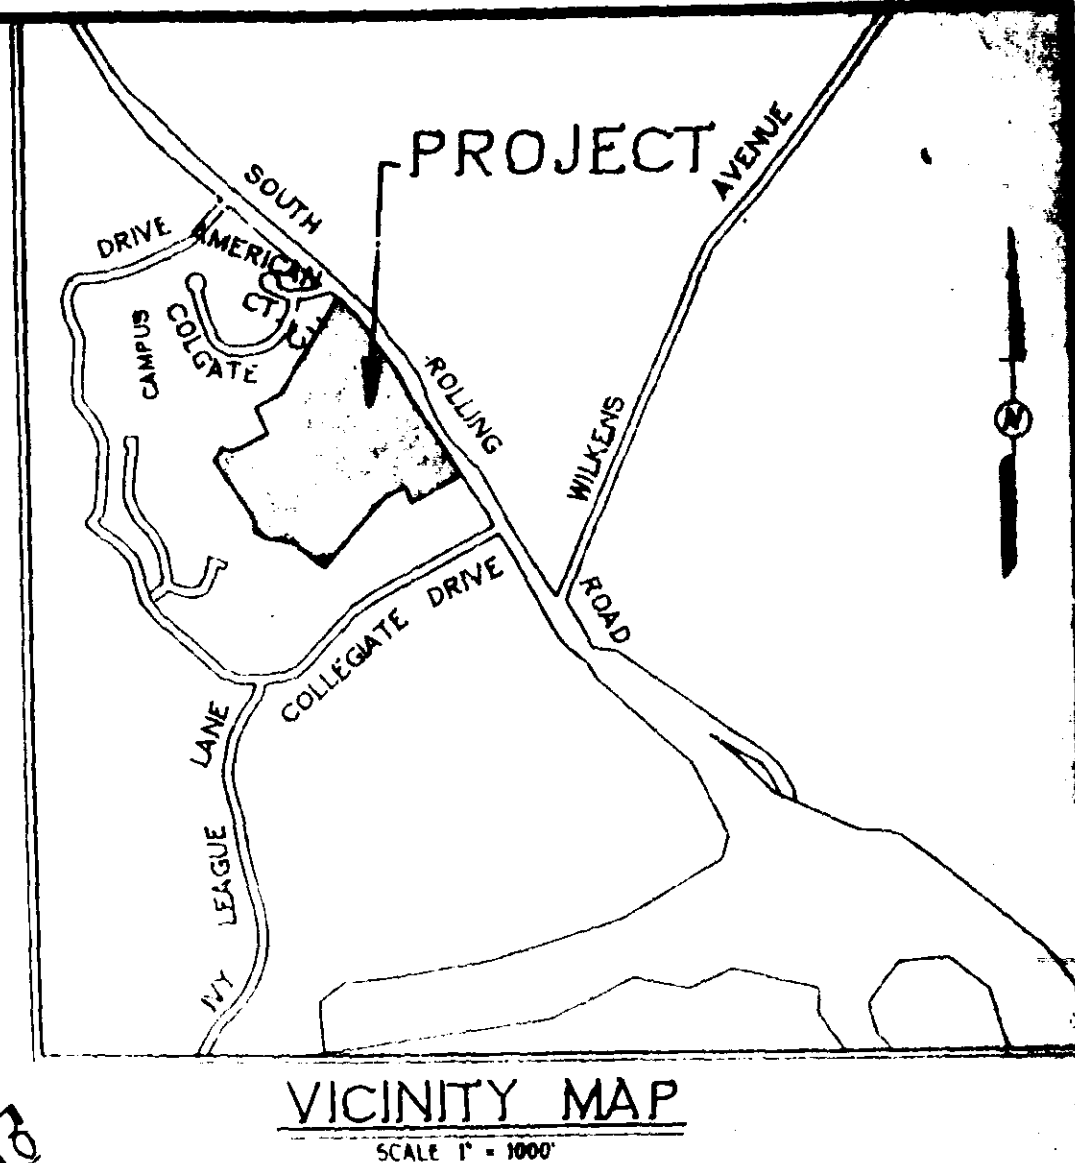 PROJECT
AVENUE
SOUTH
DRIVE
AMERICAN
CT.
COLGATE
CAMPUS
ROLLING
WILKENS
N
ROAD
COLLEGIATE DRIVE
LANE
LEAGUE
IVY
VICINITY MAP
SCALE 1" = 1000'